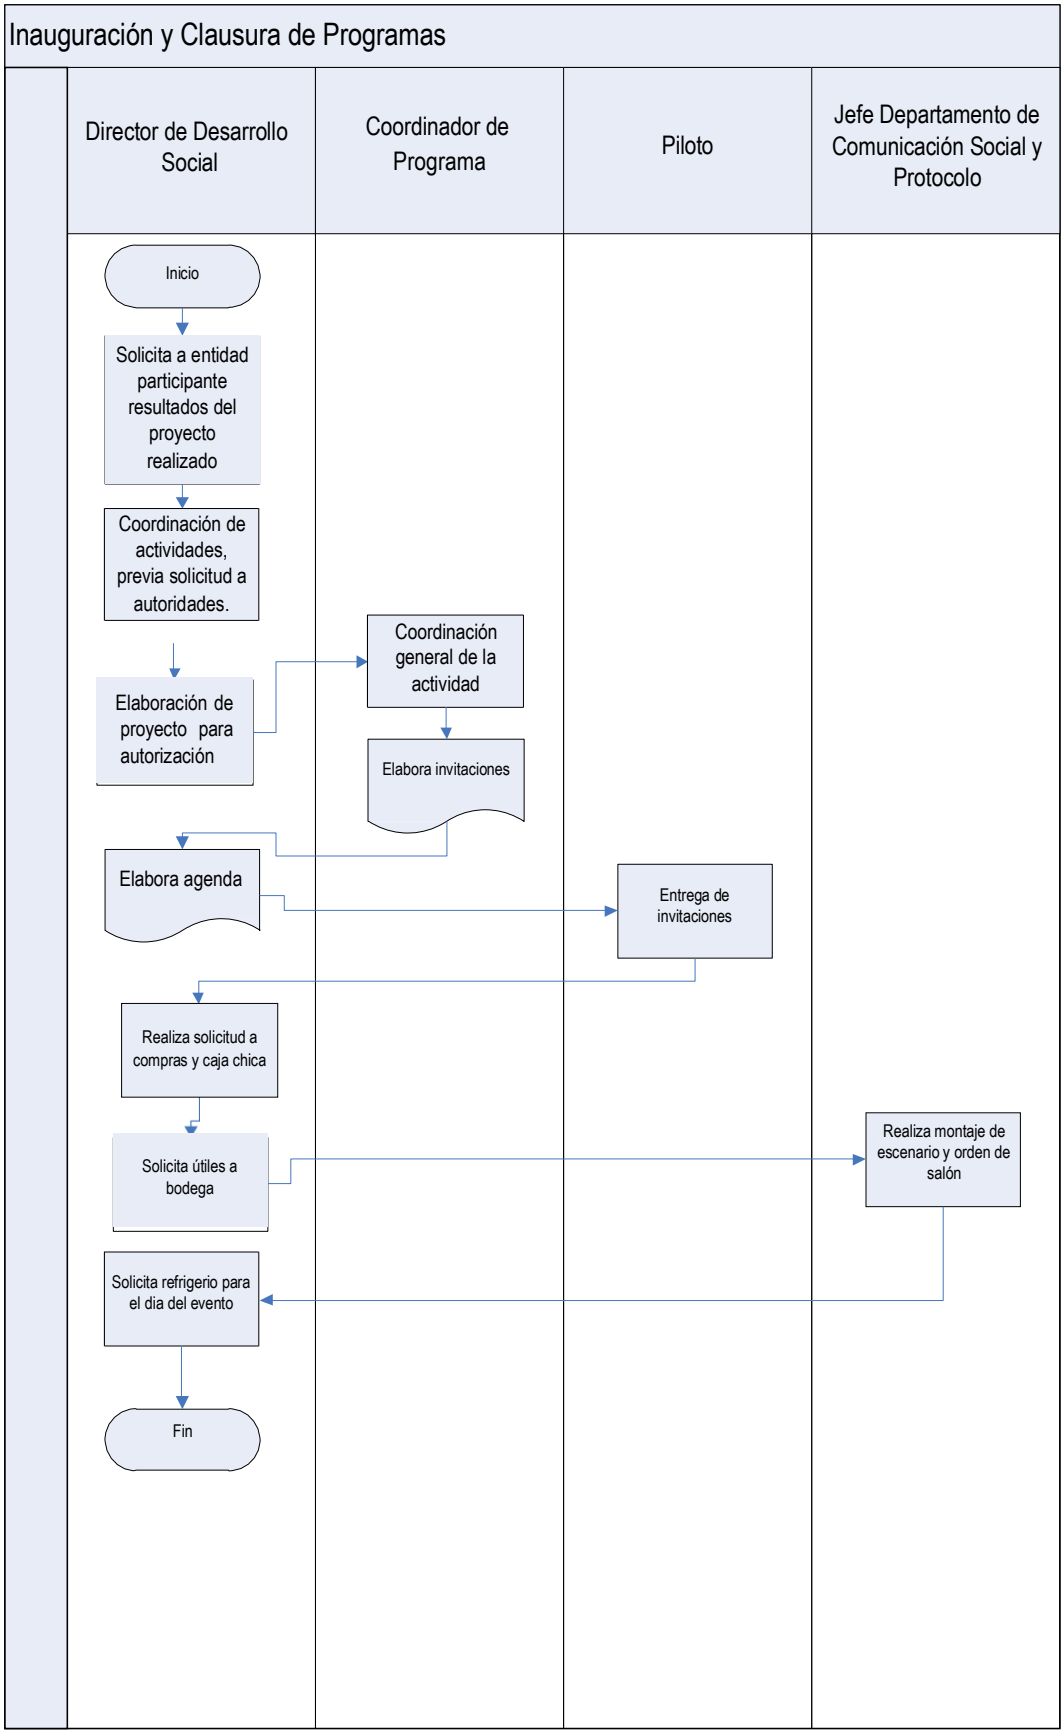 Inauguración y Clausura de Programas
Director de Desarrollo
Social
Coordinador de
Programa
Piloto
Jefe Departamento de
Comunicación Social y
Protocolo
Inicio
Solicita a entidad
participante
resultados del
proyecto
realizado
Coordinación de
actividades,
previa solicitud a
autoridades.
Coordinación
general de la
actividad
Elaboración de
proyecto para
autorización
Elabora invitaciones
Elabora agenda
Entrega de
invitaciones
Realiza solicitud a
compras y caja chica
Realiza montaje de
escenario y orden de
salón
Solicita útiles a
bodega
Solicita refrigerio para
el dia del evento
Fin